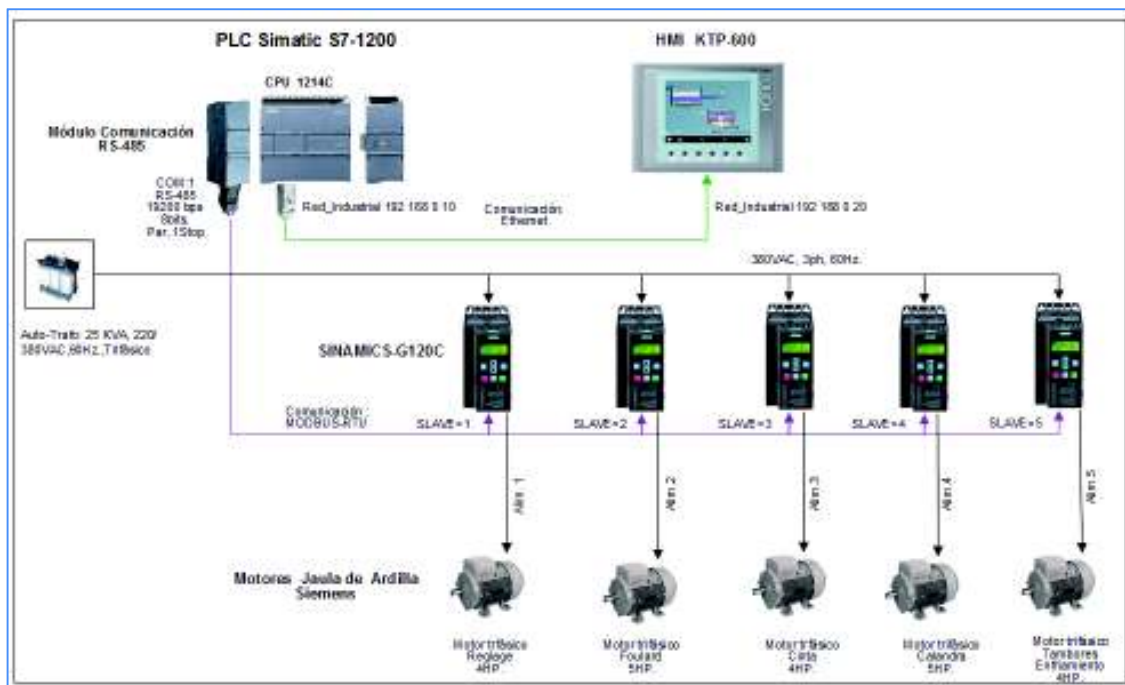 PLC Simatic S7-1200
HMI KTP-600
CPU 1214C
Módulo Comunicación
RS-485
COM:1
RS-485
19200 bps
8bits,
Par, 1Stop.
Red_Industrial 192 168 0 10
Comunicación
Ethernet
Red_Industrial 192 168 0 20
380VAC, 3ph, 60Hz.
Auto-Trafo: 25 KVA, 220/
380VAC,60Hz.,Trifásico
SINAMICS-G120C
Comunicación
MODBUS-RTU
SLAVE=1
SLAVE=2
SLAVE=3
SLAVE=4
SLAVE=5
Alim. 1
Alim.2
Alim.3
Alim.4
Alim.5
Motores Jaula de Ardilla
Siemens
Motor trifásico
Reglage
4HP.
Motor trifásico
Foulard
5HP.
Motor trifásico
Cinta
4HP.
Motor trifásico
Calandra
5HP.
Motor trifásico
Tambores
Enfriamiento
4HP.